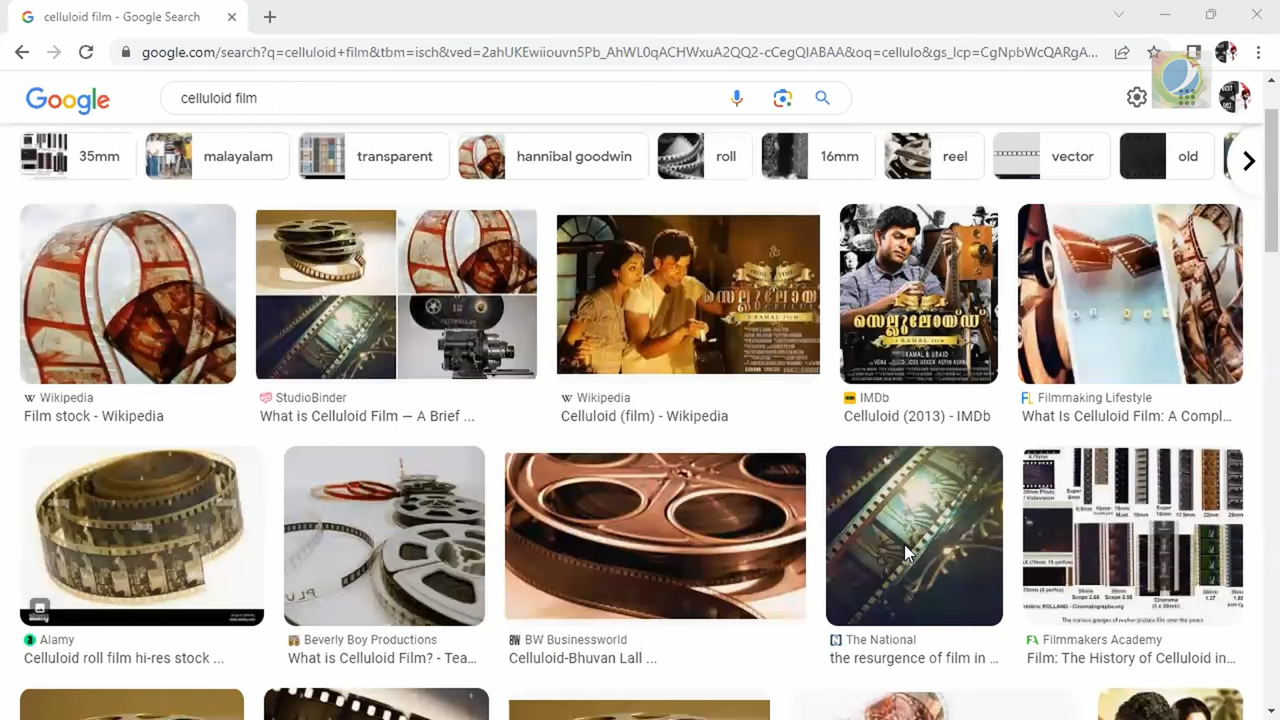 celluloid film - Google Search
google.com/search?q=celluloid+film&tbm=isch&ved=2ahUKEwiiouvn5Pb_AhWL0qACHWxuA2QQ2-cCegQIABAA&oq=cellulo&gs_lcp=CgNpbWcQARgA...
Google
celluloid film
35mm
malayalam
transparent
hannibal goodwin
roll
16mm
reel
vector
old
സെല്ലുലോയ്ഡ്
KAMAL & UBAID
Wikipedia
Film stock - Wikipedia
StudioBinder
What is Celluloid Film — A Brief ...
Wikipedia
Celluloid (film) - Wikipedia
IMDb
Celluloid (2013) - IMDb
Filmmaking Lifestyle
What Is Celluloid Film: A Compl...
alamy
Alamy
Celluloid roll film hi-res stock ...
Beverly Boy Productions
What is Celluloid Film? - Tea...
BW Businessworld
Celluloid-Bhuvan Lall ...
The National
the resurgence of film in ...
Filmmakers Academy
Film: The History of Celluloid in...